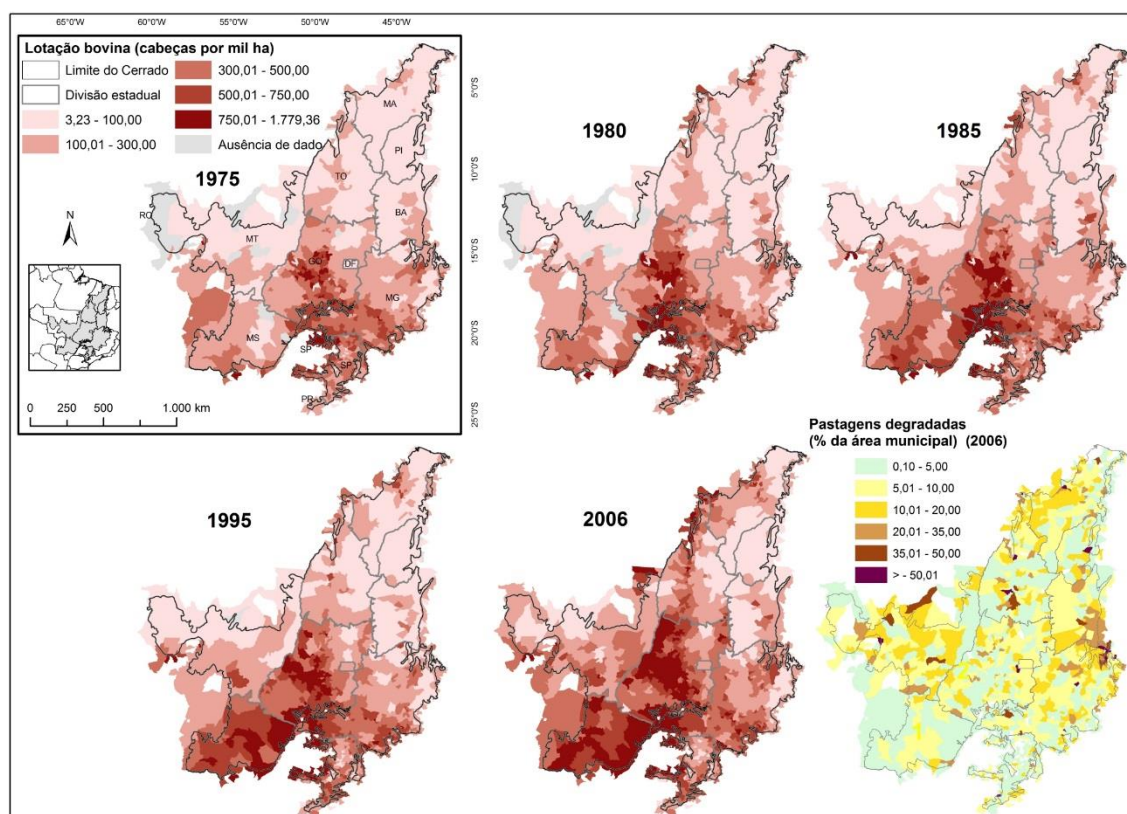 65°0'W 60°0'W 55°0'W 50°0'W 45°0'W
Lotação bovina (cabeças por mil ha)
Limite do Cerrado
Divisão estadual
3,23 - 100,00
100,01 - 300,00
300,01 - 500,00
500,01 - 750,00
750,01 - 1.779,36
Ausência de dado
1975
N
MA
PI
TO
BA
RO
MT
GO
DF
MG
MS
SP
SP
PR
0 250 500 1.000 km
5°0'S
10°0'S
15°0'S
20°0'S
25°0'S
1980
1985
1995
2006
Pastagens degradadas
(% da área municipal) (2006)
0,10 - 5,00
5,01 - 10,00
10,01 - 20,00
20,01 - 35,00
35,01 - 50,00
> - 50,01